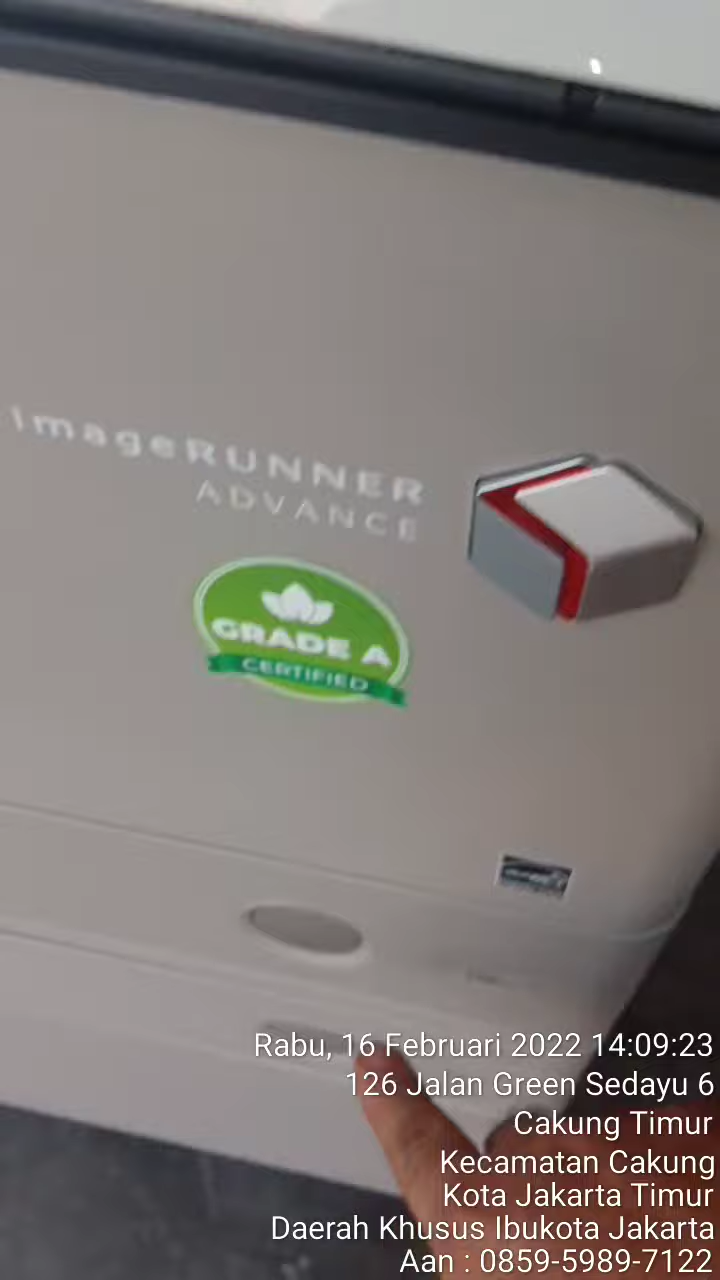 imageRUNNER
ADVANCE
GRADE A
CERTIFIED
Rabu, 16 Februari 2022 14:09:23
126 Jalan Green Sedayu 6
Cakung Timur
Kecamatan Cakung
Kota Jakarta Timur
Daerah Khusus Ibukota Jakarta
Aan : 0859-5989-7122